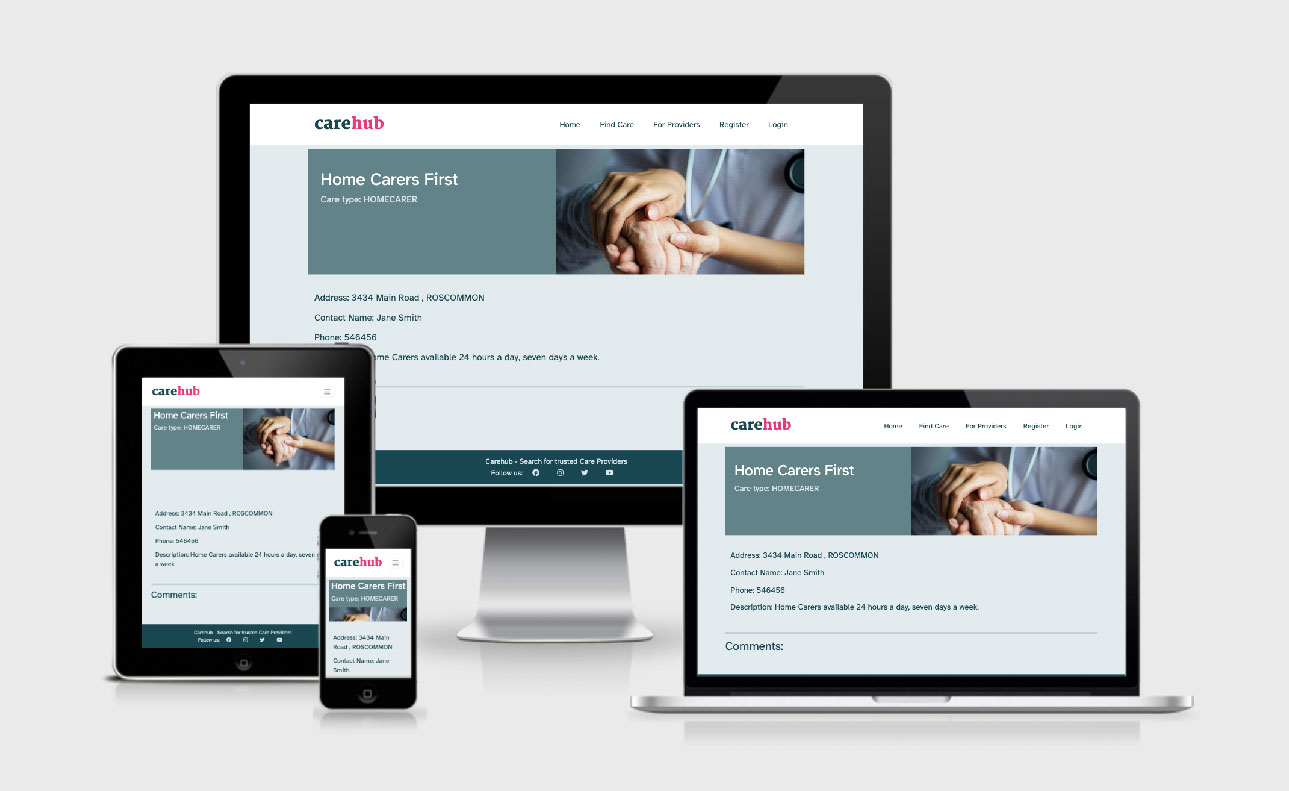 carehub
Home Find Care For Providers Register Login
Home Carers First
Care type: HOMECARER
Address: 3434 Main Road , ROSCOMMON
Contact Name: Jane Smith
Phone: 546456
ome Carers available 24 hours a day, seven days a week.
Carehub - Search for trusted Care Providers
Follow us:
carehub
Home Carers First
Care type: HOMECARER
Address: 3434 Main Road , ROSCOMMON
Contact Name: Jane Smith
Phone: 546456
Description: Home Carers available 24 hours a day, seven
a week.
Comments:
Carehub - Search for trusted Care Providers
Follow us:
carehub
Home Carers First
Care type: HOMECARER
Address: 3434 Main
Road , ROSCOMMON
Contact Name: Jane
Smith
carehub
Home Find Care For Providers Register Login
Home Carers First
Care type: HOMECARER
Address: 3434 Main Road , ROSCOMMON
Contact Name: Jane Smith
Phone: 546456
Description: Home Carers available 24 hours a day, seven days a week.
Comments: